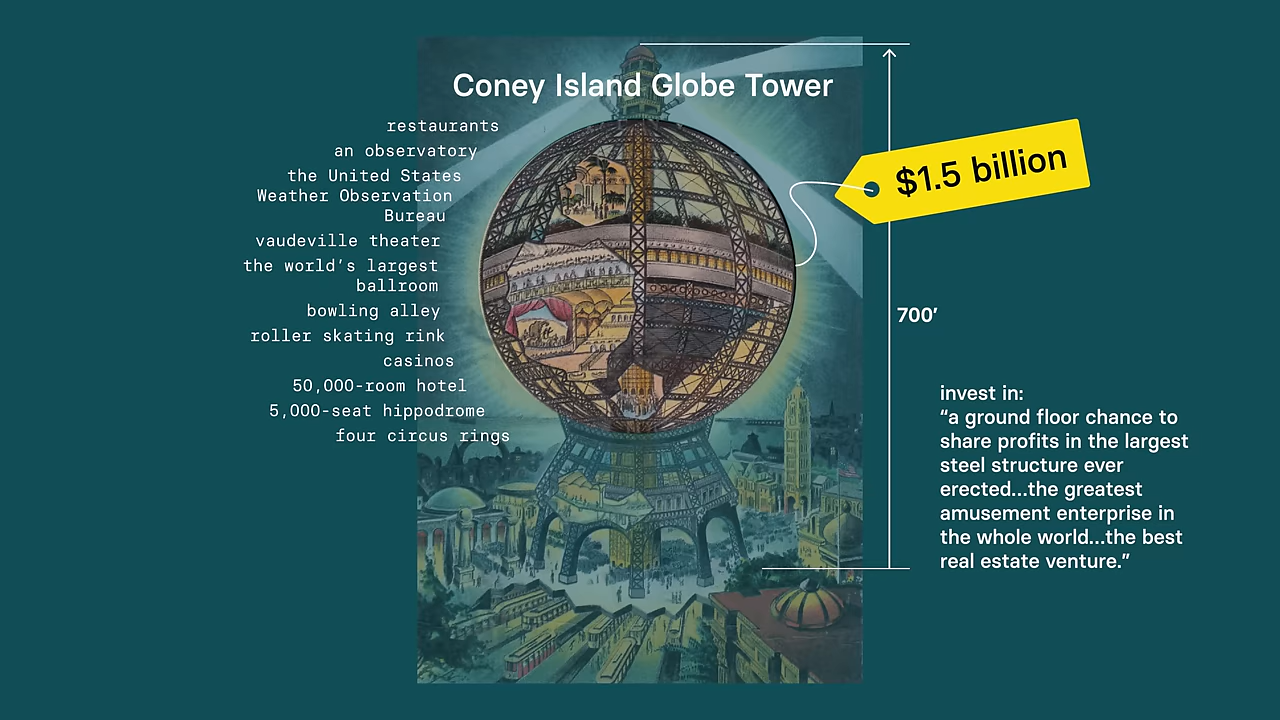 Coney Island Globe Tower
restaurants
an observatory
the United States
Weather Observation
Bureau
vaudeville theater
the world’s largest
ballroom
bowling alley
roller skating rink
casinos
50,000-room hotel
5,000-seat hippodrome
four circus rings
$1.5 billion
700’
invest in:
“a ground floor chance to
share profits in the largest
steel structure ever
erected...the greatest
amusement enterprise in
the whole world...the best
real estate venture.”